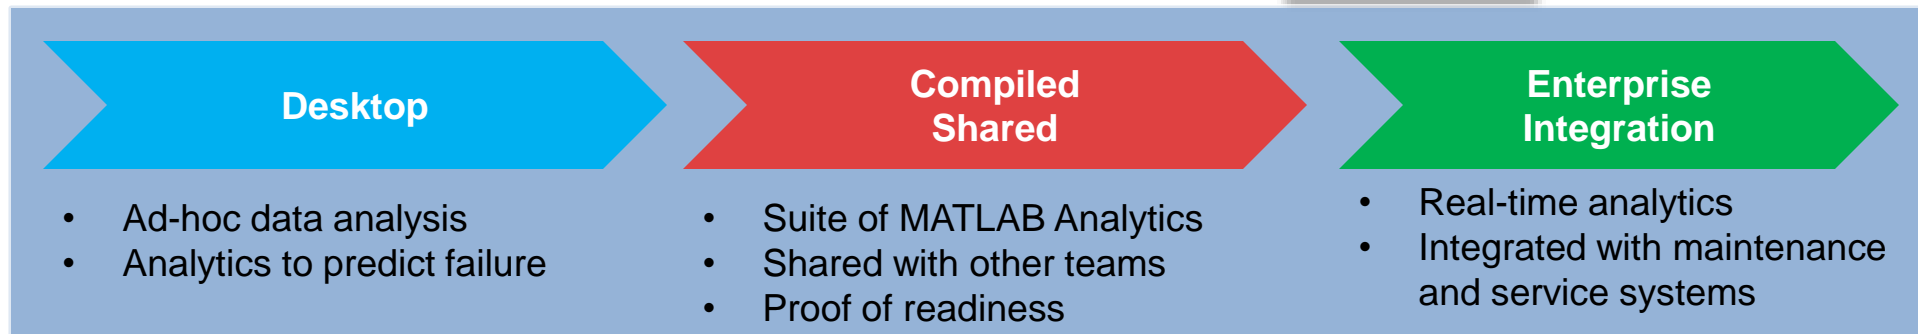 Desktop
• Ad-hoc data analysis
• Analytics to predict failure
Compiled
Shared
• Suite of MATLAB Analytics
• Shared with other teams
• Proof of readiness
Enterprise
Integration
• Real-time analytics
• Integrated with maintenance
and service systems